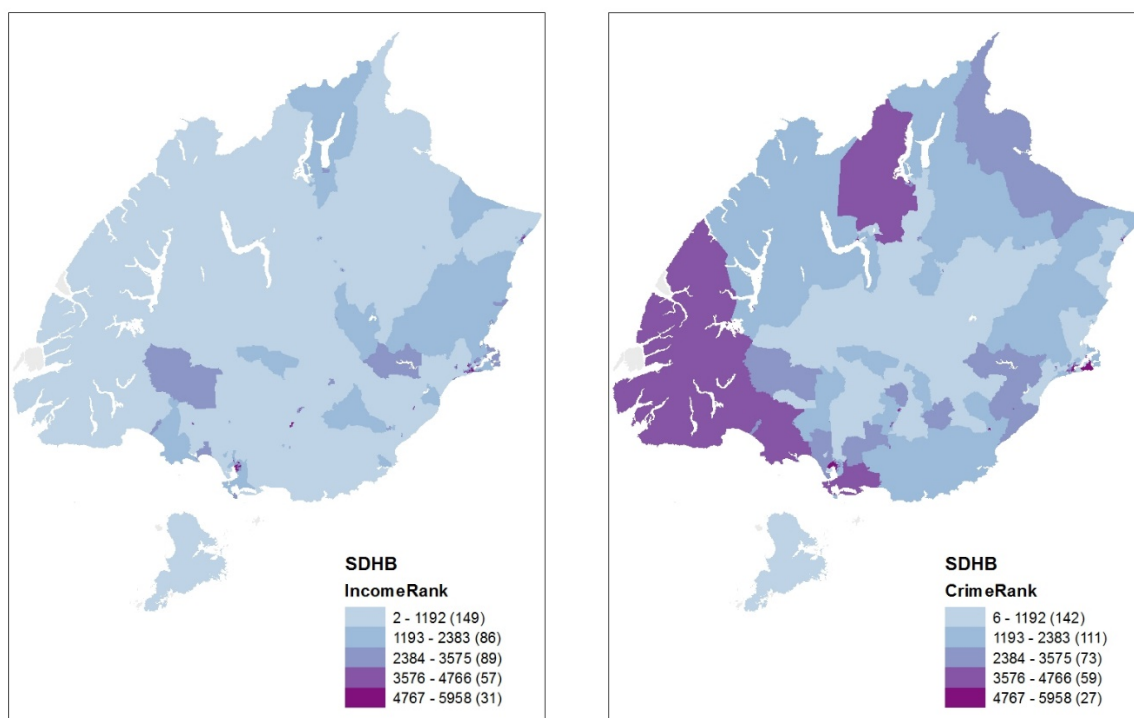 SDHB
IncomeRank
2 - 1192 (149)
1193 - 2383 (86)
2384 - 3575 (89)
3576 - 4766 (57)
4767 - 5958 (31)
SDHB
CrimeRank
6 - 1192 (142)
1193 - 2383 (111)
2384 - 3575 (73)
3576 - 4766 (59)
4767 - 5958 (27)